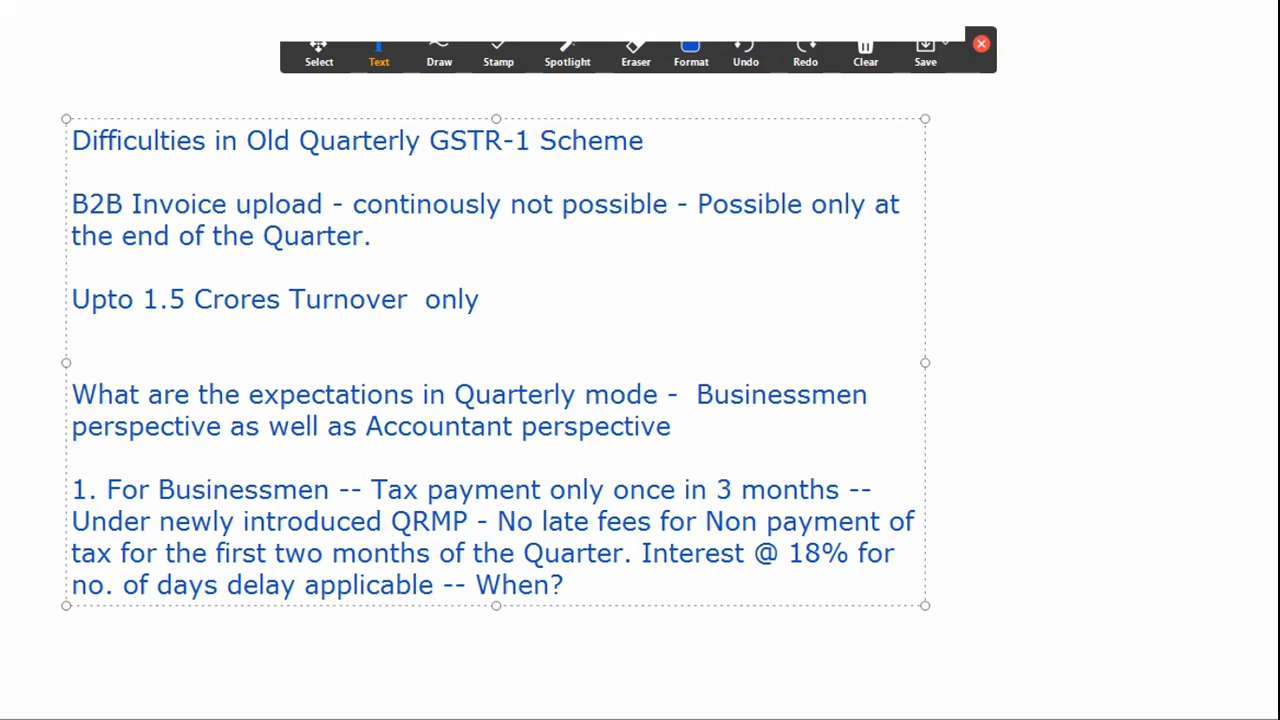 Select Text Draw Stamp Spotlight Eraser Format Undo Redo Clear Save
Difficulties in Old Quarterly GSTR-1 Scheme
B2B Invoice upload - continously not possible - Possible only at
the end of the Quarter.
Upto 1.5 Crores Turnover only
What are the expectations in Quarterly mode - Businessmen
perspective as well as Accountant perspective
1. For Businessmen -- Tax payment only once in 3 months --
Under newly introduced QRMP - No late fees for Non payment of
tax for the first two months of the Quarter. Interest @ 18% for
no. of days delay applicable -- When?